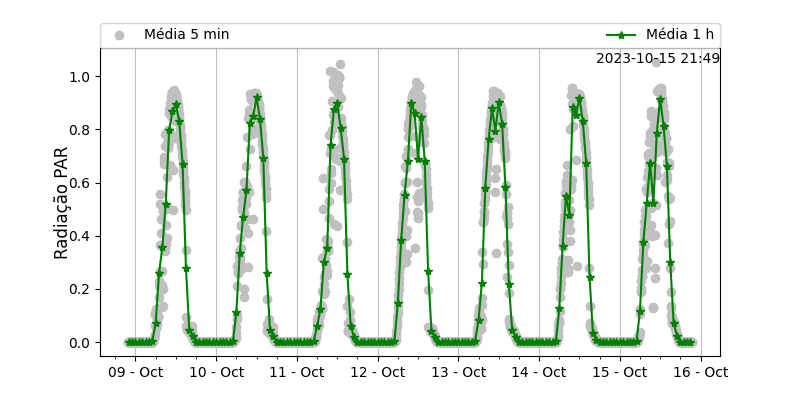 Média 5 min Média 1 h
2023-10-15 21:49
Radiação PAR
1.0
0.8
0.6
0.4
0.2
0.0
09 - Oct 10 - Oct 11 - Oct 12 - Oct 13 - Oct 14 - Oct 15 - Oct 16 - Oct